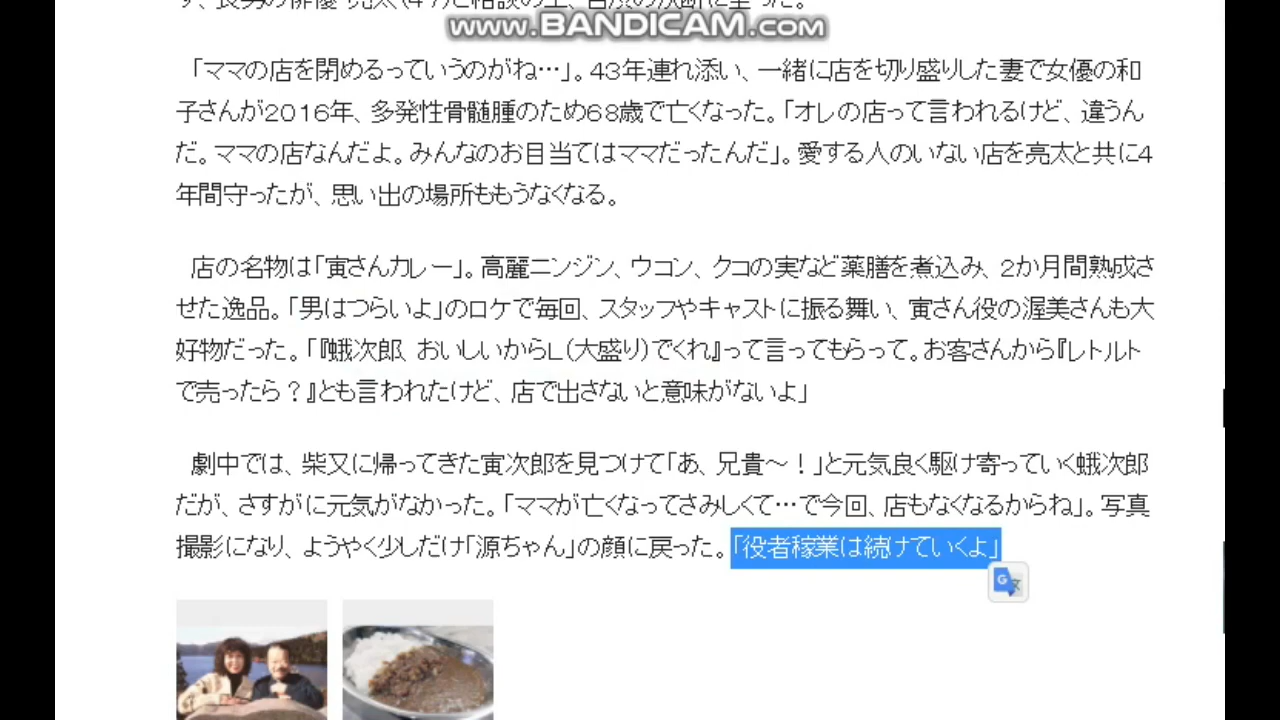 www.BANDICAM.com
「ママの店を閉めるっていうのがね…」。43年連れ添い、一緒に店を切り盛りした妻で女優の和
子さんが2016年、多発性骨髄腫のため68歳で亡くなった。「オレの店って言われるけど、違うん
だ。ママの店なんだよ。みんなのお目当てはママだったんだ」。愛する人のいない店を亮太と共に4
年間守ったが、思い出の場所ももうなくなる。
店の名物は「寅さんカレー」。高麗ニンジン、ウコン、クコの実など薬膳を煮込み、2か月間熟成さ
せた逸品。「男はつらいよ」のロケで毎回、スタッフやキャストに振る舞い、寅さん役の渥美さんも大
好物だった。「『蛾次郎、おいしいからL（大盛り）でくれ』って言ってもらって。お客さんから『レトルト
で売ったら？』とも言われたけど、店で出さないと意味がないよ」
劇中では、柴又に帰ってきた寅次郎を見つけて「あ、兄貴～！」と元気良く駆け寄っていく蛾次郎
だが、さすがに元気がなかった。「ママが亡くなってさみしくて…で今回、店もなくなるからね」。写真
撮影になり、ようやく少しだけ「源ちゃん」の顔に戻った。「役者稼業は続けていくよ」